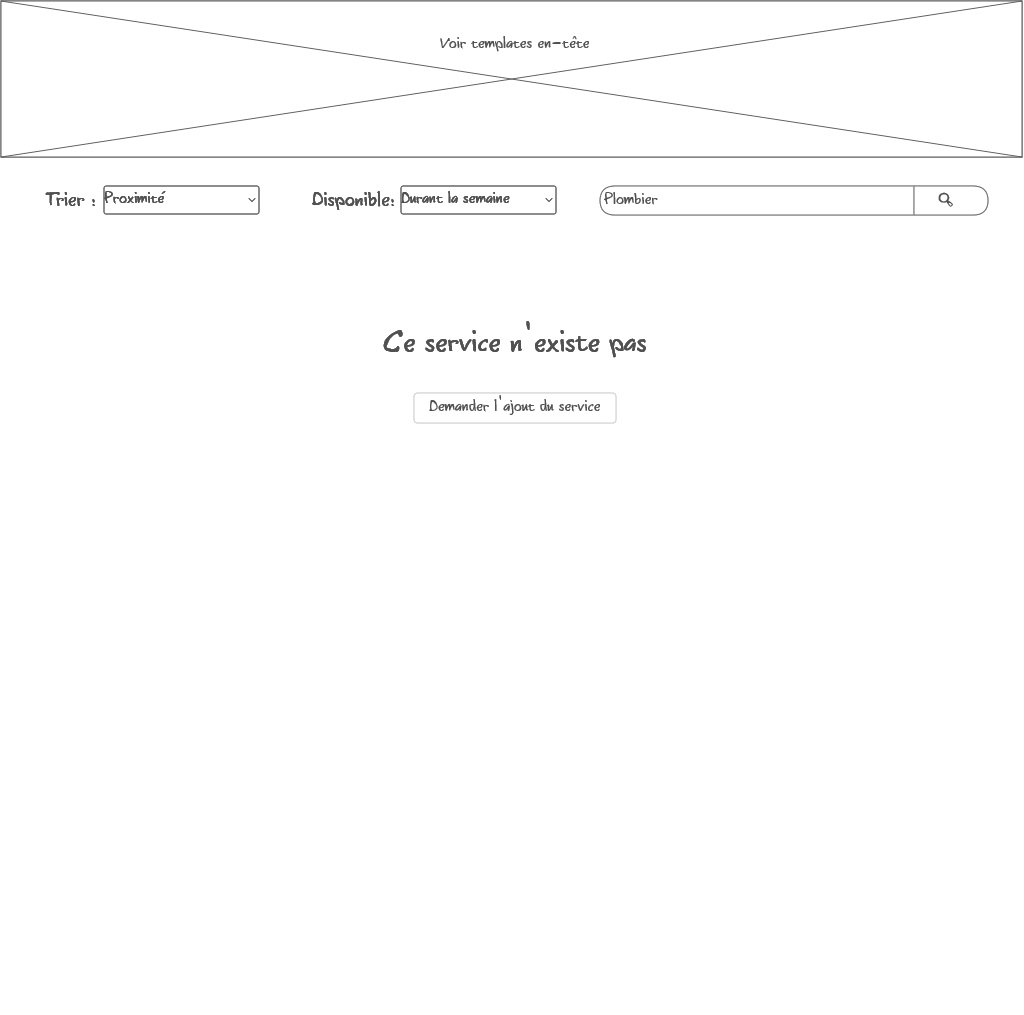 Voir templates en-tête
Trier : Proximité Disponible: Durant la semaine Plombier
Ce service n'existe pas
Demander l'ajout du service